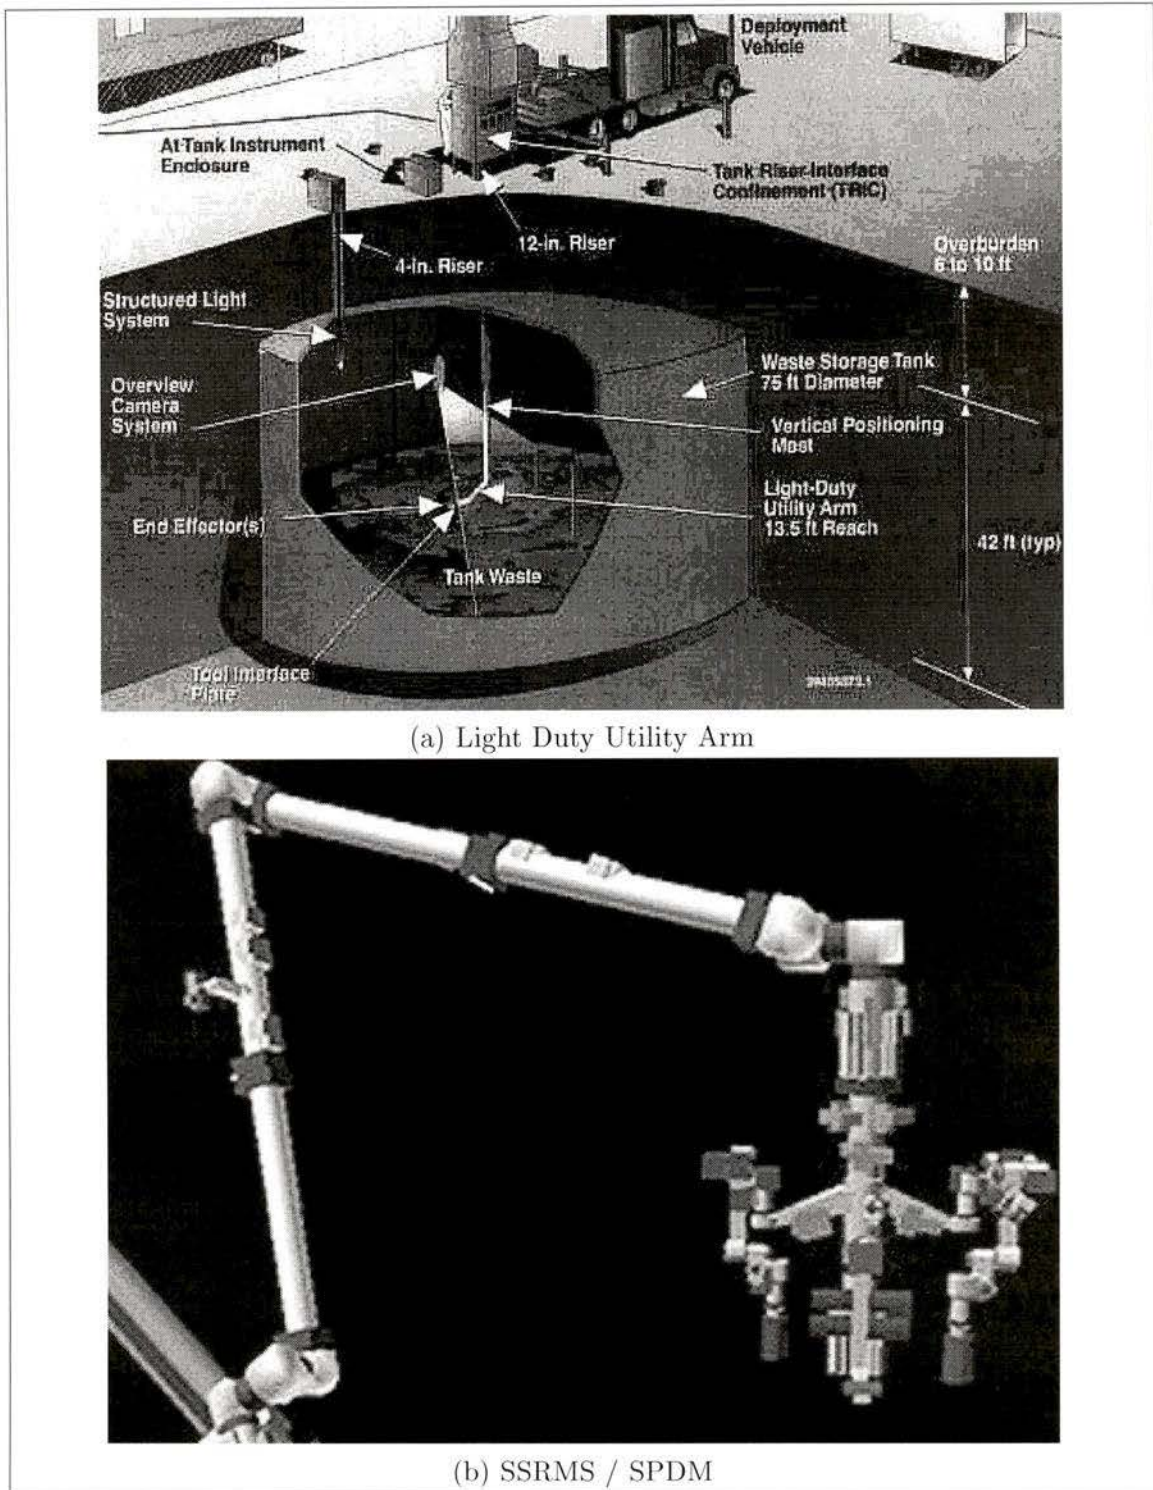 Deployment
Vehicle
At-Tank Instrument
Enclosure
Tank Riser Interface
Confinement (TRIC)
12-in. Riser
4-in. Riser
Overburden
6 to 10 ft
Structured Light
System
Waste Storage Tank
75 ft Diameter
Overview
Camera
System
Vertical Positioning
Mast
Light-Duty
Utility Arm
13.5 ft Reach
End Effector(s)
42 ft (typ)
Tank Waste
Tool Interface
Plate
(a) Light Duty Utility Arm
(b) SSRMS / SPDM